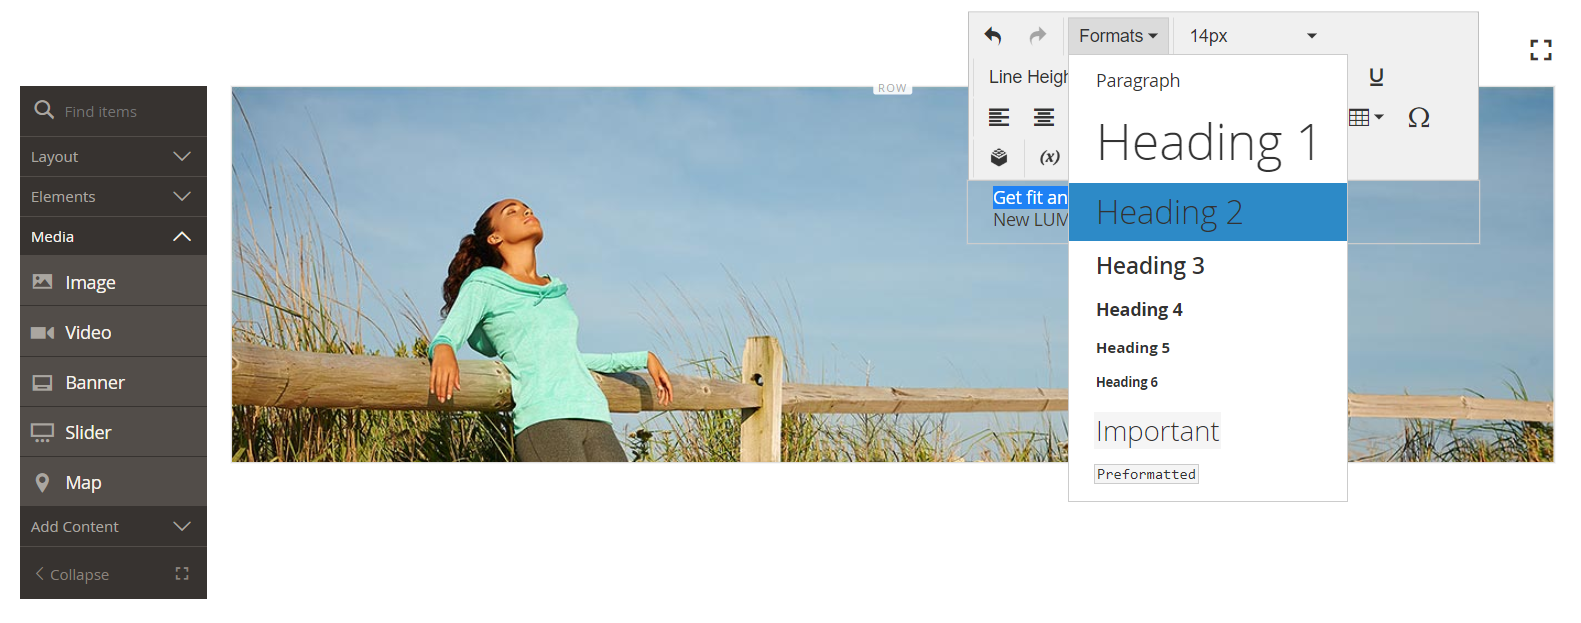 Formats
14px
Line Heigh
U
Ω
(x)
Paragraph
Heading 1
Heading 2
Heading 3
Heading 4
Heading 5
Heading 6
Important
Preformatted
ROW
Get fit an
New LUM
Find items
Layout
Elements
Media
Image
Video
Banner
Slider
Map
Add Content
Collapse